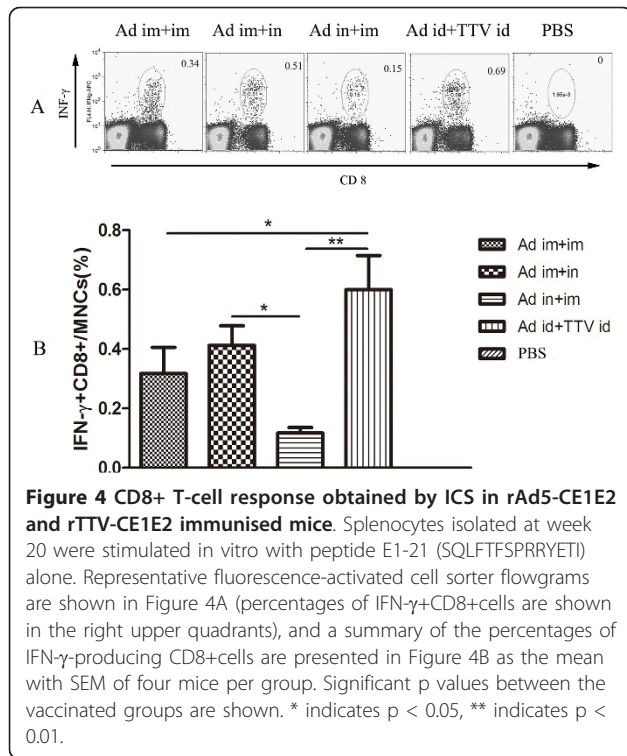 Ad im+im Ad im+in Ad in+im Ad id+TTV id PBS
0.34 0.51 0.15 0.69 0
A
INF-γ
10⁴
10³
10²
10¹
10⁰
CD 8
B
IFN-γ+CD8+/MNCs(%)
0.8
0.6
0.4
0.2
0.0
*
**
*
Ad im+im
Ad im+in
Ad in+im
Ad id+TTV id
PBS
Figure 4 CD8+ T-cell response obtained by ICS in rAd5-CE1E2
and rTTV-CE1E2 immunised mice. Splenocytes isolated at week
20 were stimulated in vitro with peptide E1-21 (SQLFTFSPRRYETI)
alone. Representative fluorescence-activated cell sorter flowgrams
are shown in Figure 4A (percentages of IFN-γ+CD8+cells are shown
in the right upper quadrants), and a summary of the percentages of
IFN-γ-producing CD8+cells are presented in Figure 4B as the mean
with SEM of four mice per group. Significant p values between the
vaccinated groups are shown. * indicates p < 0.05, ** indicates p <
0.01.